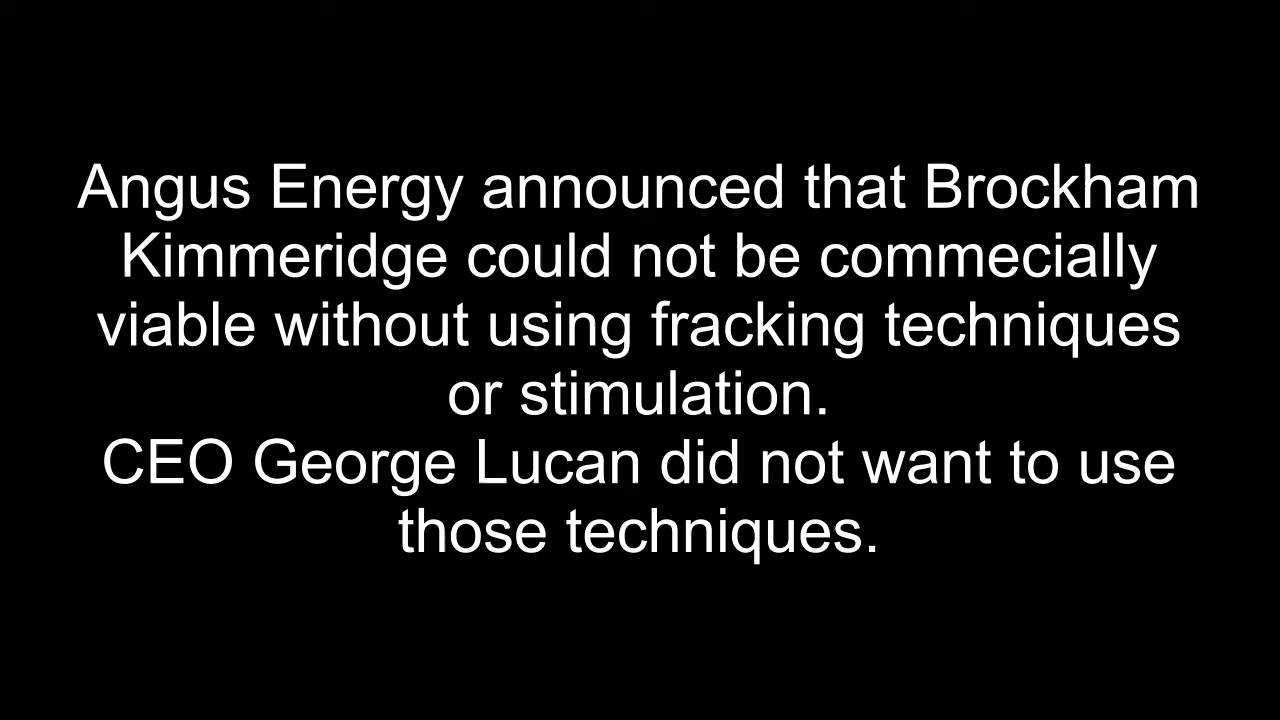 Angus Energy announced that Brockham
Kimmeridge could not be commecially
viable without using fracking techniques
or stimulation.
CEO George Lucan did not want to use
those techniques.